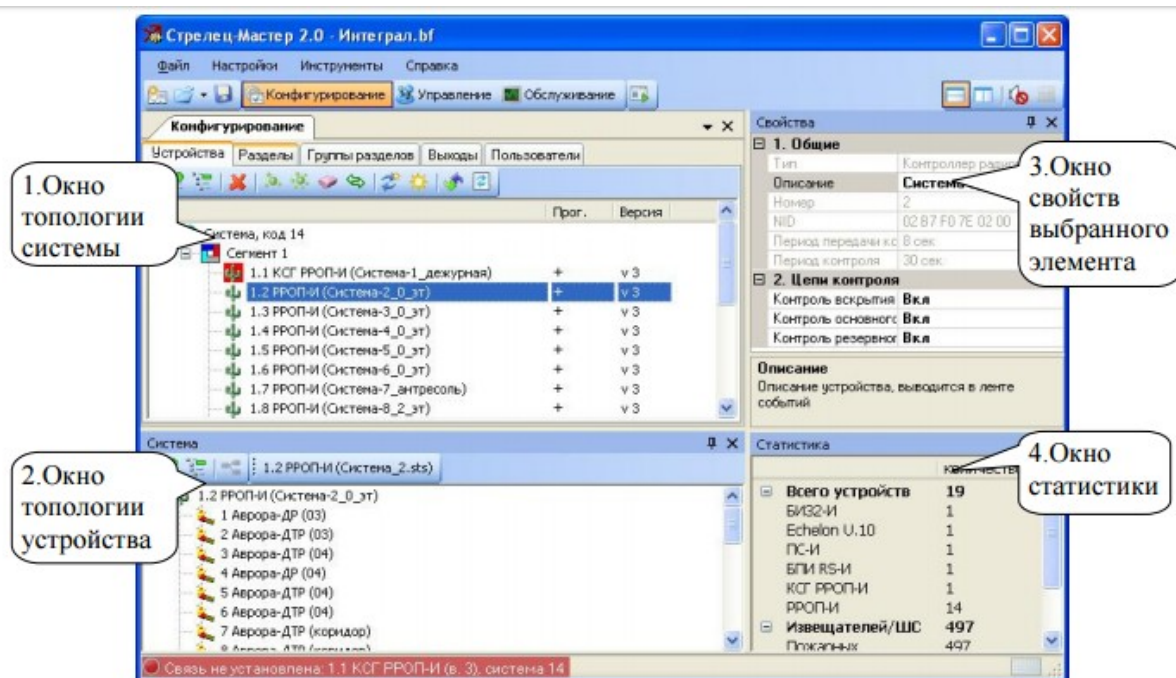 Стрелец-Мастер 2.0 - Интеграл.bf
Файл Настройки Инструменты Справка
Конфигурирование Управление Обслуживание
Конфигурирование
Устройства Разделы Группы разделов Выходы Пользователи
Прог. Версия
Система, код 14
Сегмент 1
1.1 КСГ РРОП-И (Система-1_дежурная) + v 3
1.2 РРОП-И (Система-2_0_эт) + v 3
1.3 РРОП-И (Система-3_0_эт) + v 3
1.4 РРОП-И (Система-4_0_эт) + v 3
1.5 РРОП-И (Система-5_0_эт) + v 3
1.6 РРОП-И (Система-6_0_эт) + v 3
1.7 РРОП-И (Система-7_антресоль) + v 3
1.8 РРОП-И (Система-8_2_эт) + v 3
1.Окно
топологии
системы
Свойства
1. Общие
Тип Контроллер
Описание Система
Номер 2
NID 02 87 F0 7E 02 00
Период передачи 8 сек
Период контроля 30 сек
2. Цепи контроля
Контроль вскрытия Вкл
Контроль основного Вкл
Контроль Вкл
Описание
Описание устройства, выводится в ленте
событий
3.Окно
свойств
выбранного
элемента
Система
1.2 РРОП-И (Система_2.sts)
1.2 РРОП-И (Система-2_0_эт)
1 Аврора-ДР (03)
2 Аврора-ДТР (03)
3 Аврора-ДТР (04)
4 Аврора-ДР (04)
5 Аврора-ДТР (04)
6 Аврора-ДТР (04)
7 Аврора-ДТР (коридор)
8 Аврора-ДТР (коридор)
2.Окно
топологии
устройства
Статистика
Всего устройств 19
БИ32-И 1
Echelon U.10 1
ПС-И 1
БПИ RS-И 1
КСГ РРОП-И 1
РРОП-И 14
Извещателей/ШС 497
Пожарных 497
4.Окно
статистики
Связь не установлена: 1.1 КСГ РРОП-И (в. 3), система 14